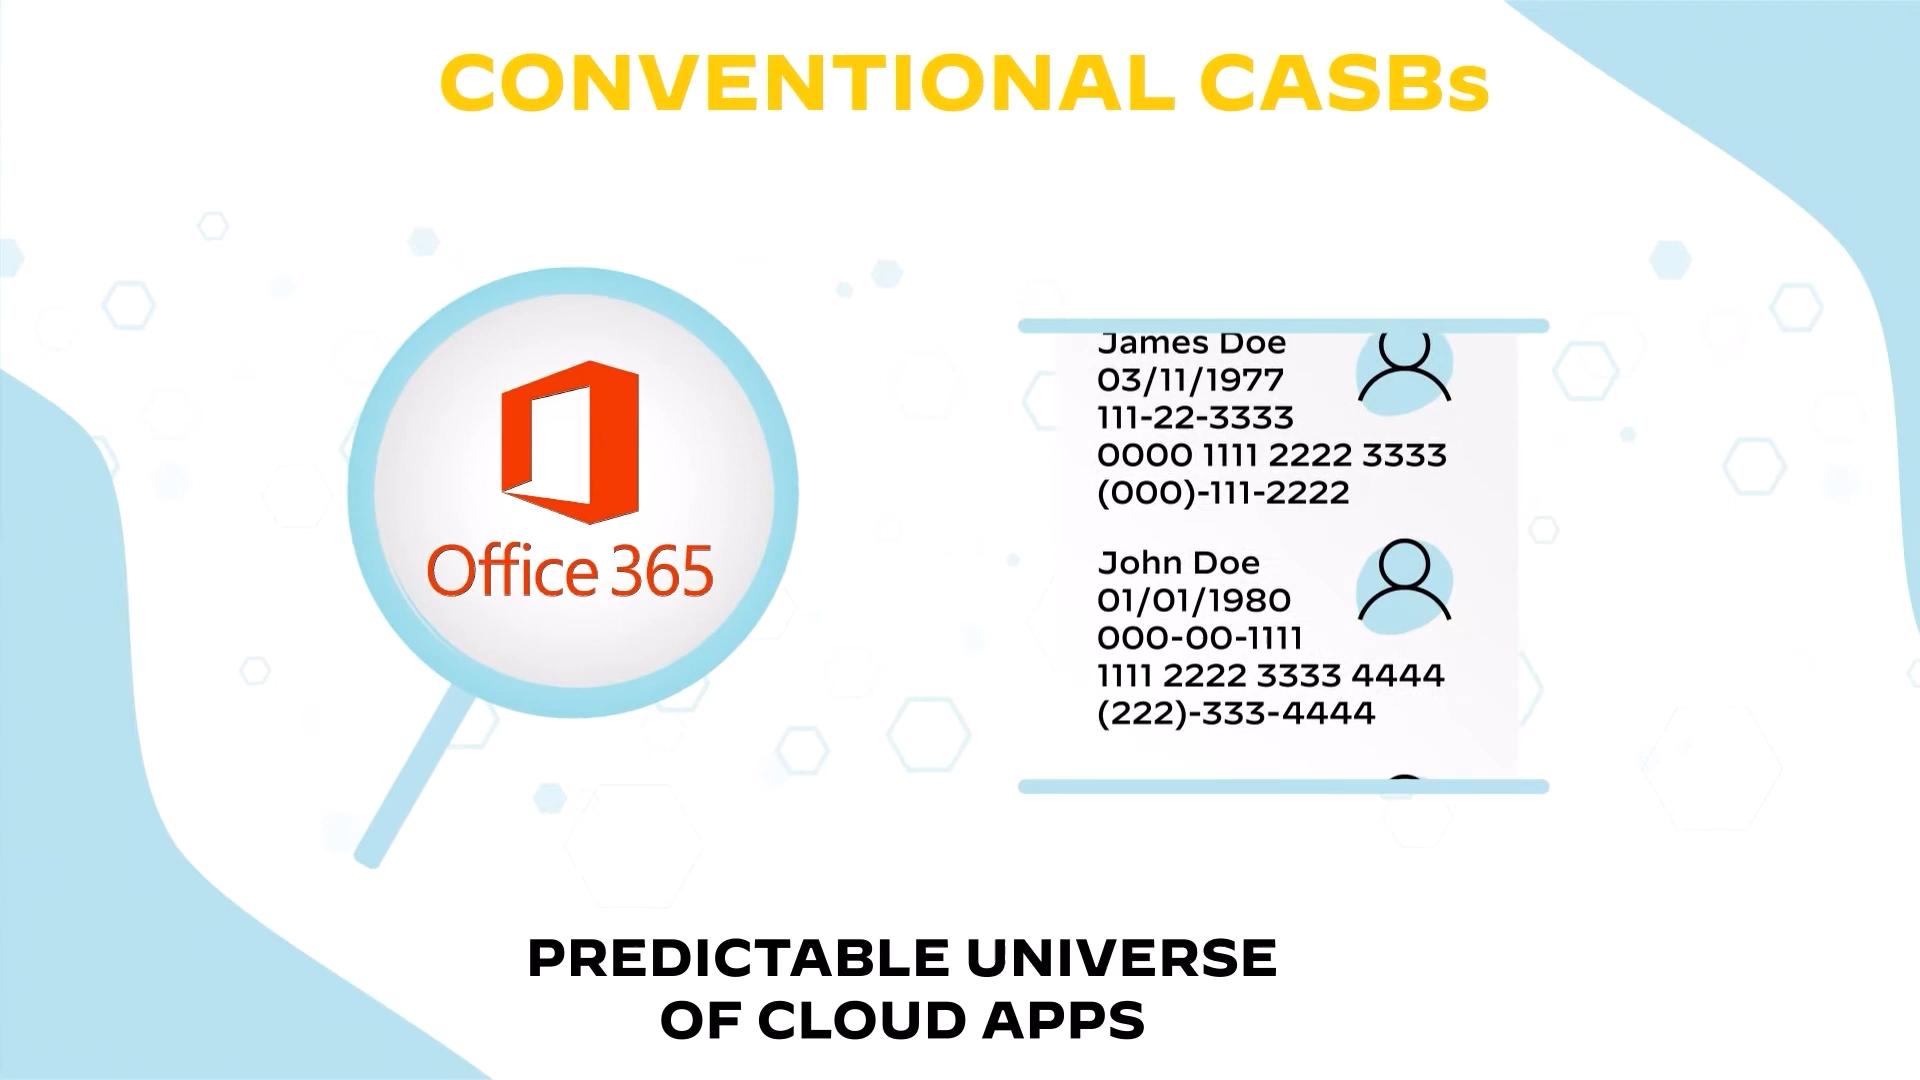 CONVENTIONAL CASBs
Office 365
James Doe
03/11/1977
111-22-3333
0000 1111 2222 3333
(000)-111-2222
John Doe
01/01/1980
000-00-1111
1111 2222 3333 4444
(222)-333-4444
PREDICTABLE UNIVERSE
OF CLOUD APPS